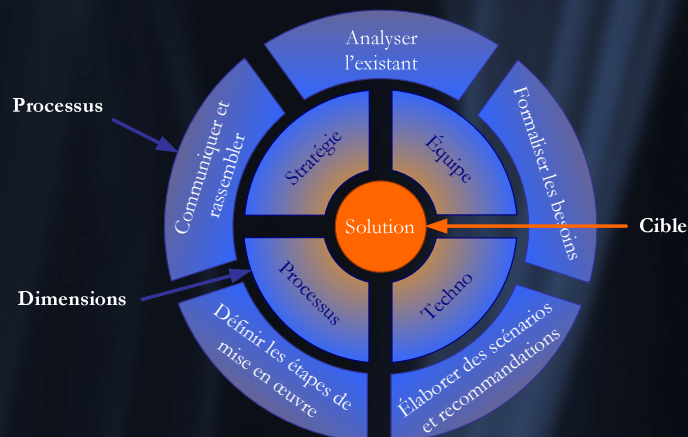 Analyser
l'existant
Processus
Communiquer et
rassembler
Formaliser les besoins
Stratégie
Équipe
Solution
Cible
Dimensions
Processus
Techno
Définir les étapes de
mise en œuvre
Élaborer des scénarios
et recommandations